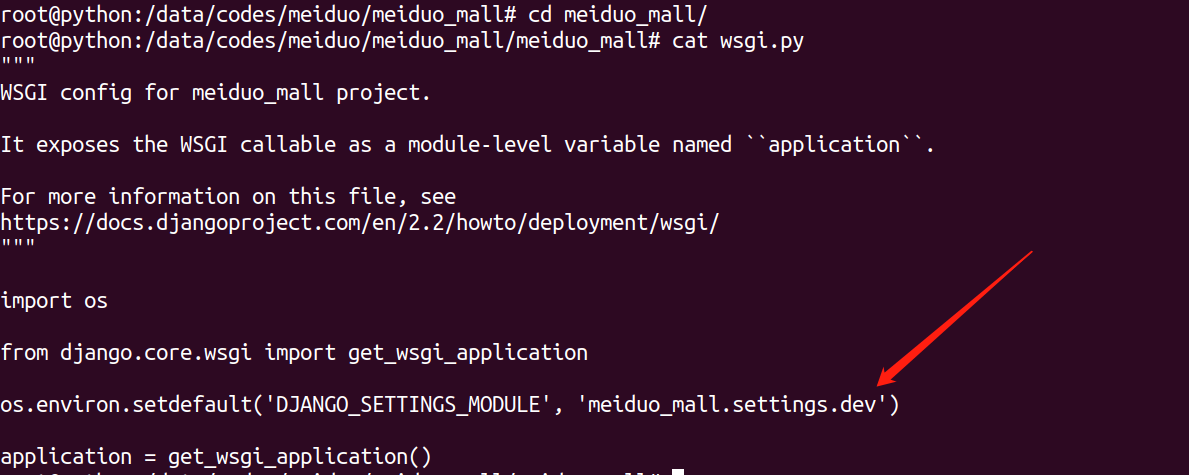 root@python:/data/codes/meiduo/meiduo_mall# cd meiduo_mall/
root@python:/data/codes/meiduo/meiduo_mall/meiduo_mall# cat wsgi.py
"""
WSGI config for meiduo_mall project.
It exposes the WSGI callable as a module-level variable named ``application``.
For more information on this file, see
https://docs.djangoproject.com/en/2.2/howto/deployment/wsgi/
"""
import os
from django.core.wsgi import get_wsgi_application
os.environ.setdefault('DJANGO_SETTINGS_MODULE', 'meiduo_mall.settings.dev')
application = get_wsgi_application()